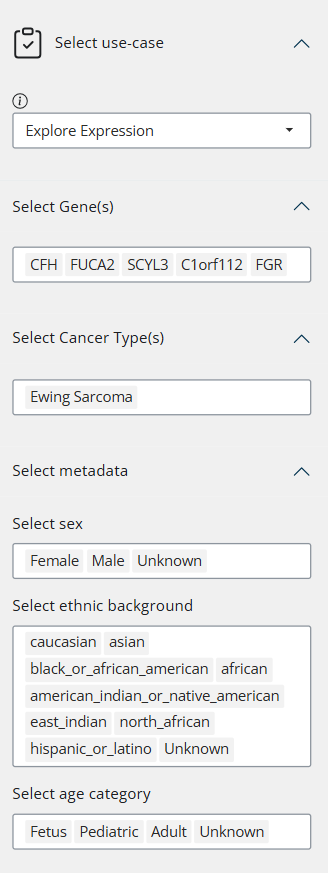 Select use-case
Explore Expression
Select Gene(s)
CFH FUCA2 SCYL3 C1orf112 FGR
Select Cancer Type(s)
Ewing Sarcoma
Select metadata
Select sex
Female Male Unknown
Select ethnic background
caucasian asian
black_or_african_american african
american_indian_or_native_american
east_indian north_african
hispanic_or_latino Unknown
Select age category
Fetus Pediatric Adult Unknown